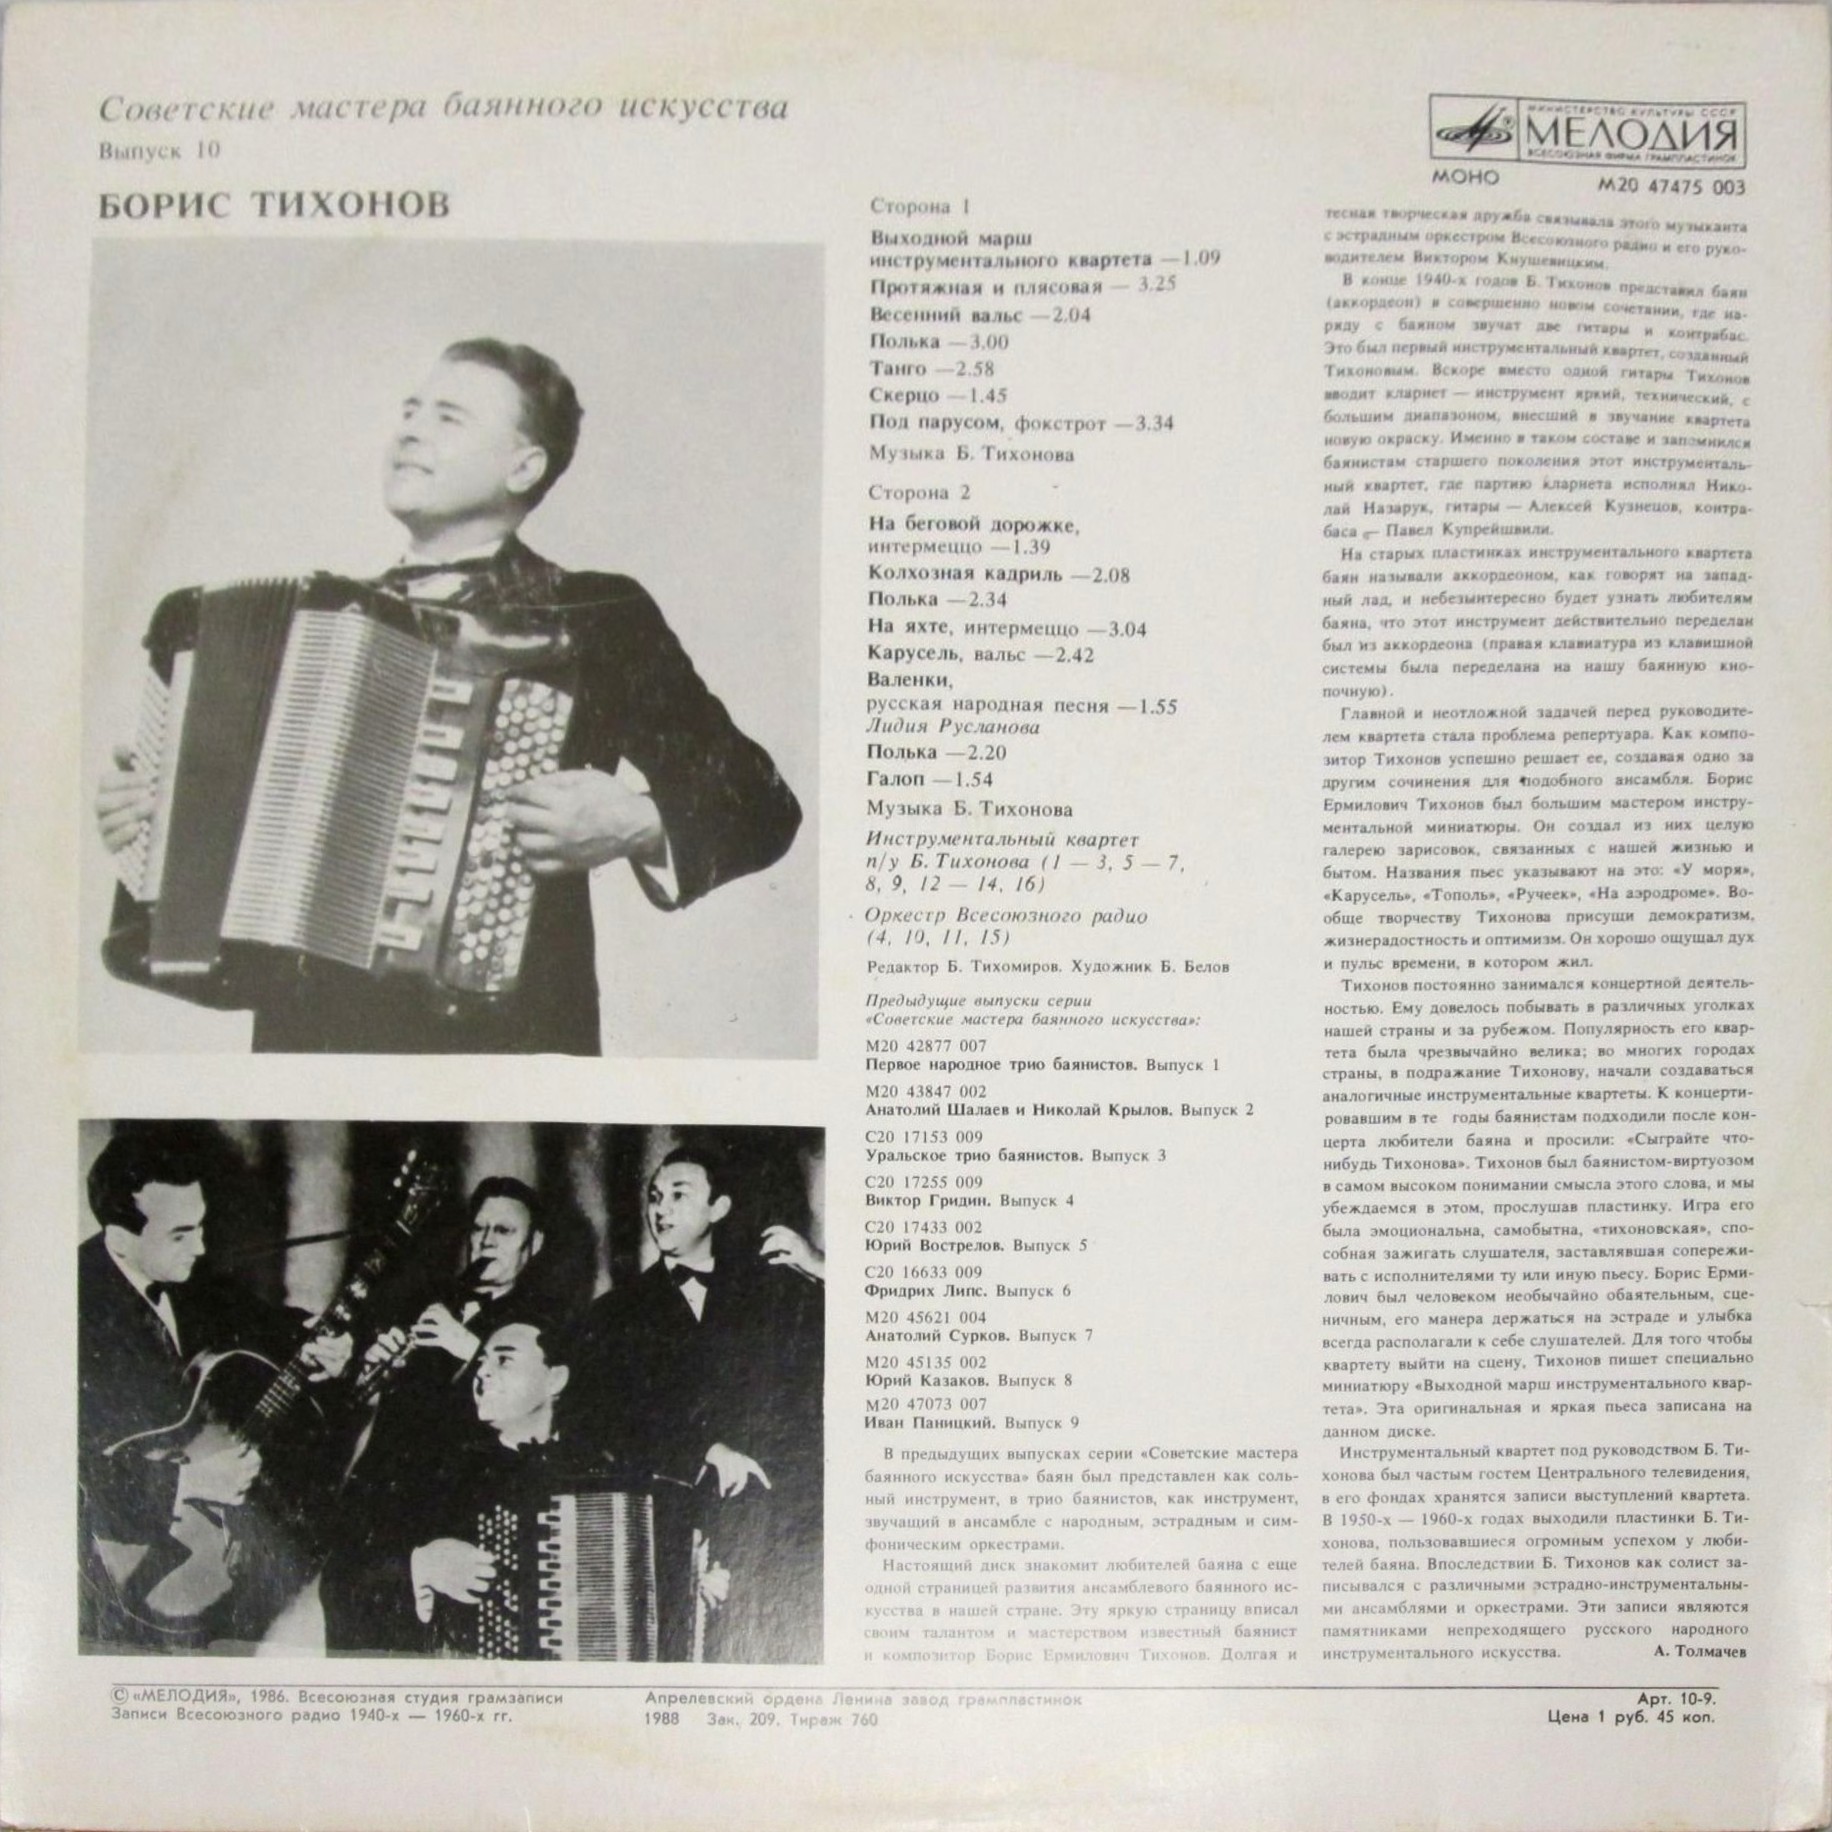 Советские мастера баянного искусства
Выпуск 10
БОРИС ТИХОНОВ
МИНИСТЕРСТВО КУЛЬТУРЫ СССР
МЕЛОДИЯ
ВСЕСОЮЗНАЯ ФИРМА ГРАМПЛАСТИНОК
МОНО
М20 47475 003
Сторона 1
Выходной марш
инструментального квартета —1.09
Протяжная и плясовая — 3.25
Весенний вальс —2.04
Полька —3.00
Танго —2.58
Скерцо —1.45
Под парусом, фокстрот —3.34
Музыка Б. Тихонова
Сторона 2
На беговой дорожке,
интермеццо —1.39
Колхозная кадриль —2.08
Полька —2.34
На яхте, интермеццо —3.04
Карусель, вальс —2.42
Валенки,
русская народная песня —1.55
Лидия Русланова
Полька —2.20
Галоп —1.54
Музыка Б. Тихонова
Инструментальный квартет
п/у Б. Тихонова (1 — 3, 5 — 7,
8, 9, 12 — 14, 16)
Оркестр Всесоюзного радио
(4, 10, 11, 15)
Редактор Б. Тихомиров. Художник Б. Белов
Предыдущие выпуски серии
«Советские мастера баянного искусства»:
М20 42877 007
Первое народное трио баянистов. Выпуск 1
М20 43847 002
Анатолий Шалаев и Николай Крылов. Выпуск 2
С20 17153 009
Уральское трио баянистов. Выпуск 3
С20 17255 009
Виктор Гридин. Выпуск 4
С20 17433 002
Юрий Вострелов. Выпуск 5
С20 16633 009
Фридрих Липс. Выпуск 6
М20 45621 004
Анатолий Сурков. Выпуск 7
М20 45135 002
Юрий Казаков. Выпуск 8
М20 47073 007
Иван Паницкий. Выпуск 9
В предыдущих выпусках серии «Советские мастера
баянного искусства» баян был представлен как соль-
ный инструмент, в трио баянистов, как инструмент,
звучащий в ансамбле с народным, эстрадным и сим-
фоническим оркестрами.
Настоящий диск знакомит любителей баяна с еще
одной страницей развития ансамблевого баянного ис-
кусства в нашей стране. Эту яркую страницу вписал
своим талантом и мастерством известный баянист
и композитор Борис Ермилович Тихонов. Долгая и
тесная творческая дружба связывала этого музыканта
с эстрадным оркестром Всесоюзного радио и его руко-
водителем Виктором Кнушевицким.
В конце 1940-х годов Б. Тихонов представил баян
(аккордеон) в совершенно новом сочетании, где на-
ряду с баяном звучат две гитары и контрабас.
Это был первый инструментальный квартет, созданный
Тихоновым. Вскоре вместо одной гитары Тихонов
вводит кларнет — инструмент яркий, технический, с
большим диапазоном, внесший в звучание квартета
новую окраску. Именно в таком составе и запомнился
баянистам старшего поколения этот инструменталь-
ный квартет, где партию кларнета исполнял Нико-
лай Назарук, гитары — Алексей Кузнецов, контра-
баса — Павел Купрейшвили.
На старых пластинках инструментального квартета
баян называли аккордеоном, как говорят на запад-
ный лад, и небезынтересно будет узнать любителям
баяна, что этот инструмент действительно переделан
был из аккордеона (правая клавиатура из клавишной
системы была переделана на нашу баянную кно-
почную).
Главной и неотложной задачей перед руководите-
лем квартета стала проблема репертуара. Как компо-
зитор Тихонов успешно решает ее, создавая одно за
другим сочинения для подобного ансамбля. Борис
Ермилович Тихонов был большим мастером инстру-
ментальной миниатюры. Он создал из них целую
галерею зарисовок, связанных с нашей жизнью и
бытом. Названия пьес указывают на это: «У моря»,
«Карусель», «Тополь», «Ручеек», «На аэродроме». Во-
обще творчеству Тихонова присущи демократизм,
жизнерадостность и оптимизм. Он хорошо ощущал дух
и пульс времени, в котором жил.
Тихонов постоянно занимался концертной деятель-
ностью. Ему довелось побывать в различных уголках
нашей страны и за рубежом. Популярность его квар-
тета была чрезвычайно велика; во многих городах
страны, в подражание Тихонову, начали создаваться
аналогичные инструментальные квартеты. К концерти-
ровавшим в те годы баянистам подходили после кон-
церта любители баяна и просили: «Сыграйте что-
нибудь Тихонова». Тихонов был баянистом-виртуозом
в самом высоком понимании смысла этого слова, и мы
убеждаемся в этом, прослушав пластинку. Игра его
была эмоциональна, самобытна, «тихоновская», спо-
собная зажигать слушателя, заставлявшая сопережи-
вать с исполнителями ту или иную пьесу. Борис Ерми-
лович был человеком необычайно обаятельным, сце-
ничным, его манера держаться на эстраде и улыбка
всегда располагали к себе слушателей. Для того чтобы
квартету выйти на сцену, Тихонов пишет специально
миниатюру «Выходной марш инструментального квар-
тета». Эта оригинальная и яркая пьеса записана на
данном диске.
Инструментальный квартет под руководством Б. Ти-
хонова был частым гостем Центрального телевидения,
в его фондах хранятся записи выступлений квартета.
В 1950-х — 1960-х годах выходили пластинки Б. Ти-
хонова, пользовавшиеся огромным успехом у люби-
телей баяна. Впоследствии Б. Тихонов как солист за-
писывался с различными эстрадно-инструментальны-
ми ансамблями и оркестрами. Эти записи являются
памятниками непреходящего русского народного
инструментального искусства. А. Толмачев
© «МЕЛОДИЯ», 1986. Всесоюзная студия грамзаписи
Записи Всесоюзного радио 1940-х — 1960-х гг.
Апрелевский ордена Ленина завод грампластинок
1988 Зак. 209. Тираж 760
Арт. 10-9.
Цена 1 руб. 45 коп.